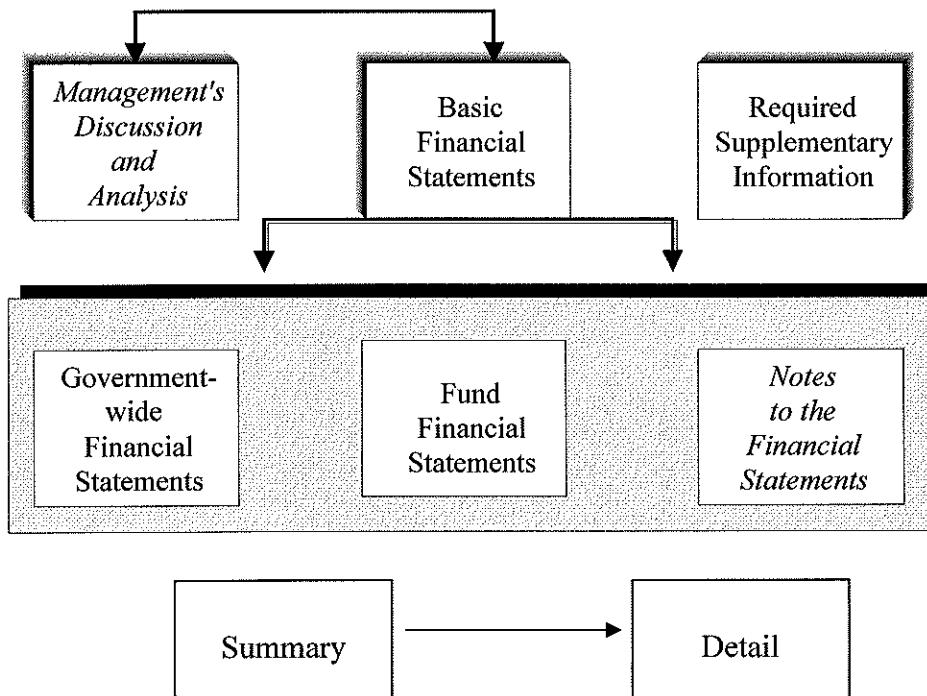 Management's
Discussion
and
Analysis
Basic
Financial
Statements
Required
Supplementary
Information
Government-
wide
Financial
Statements
Fund
Financial
Statements
Notes
to the
Financial
Statements
Summary
Detail